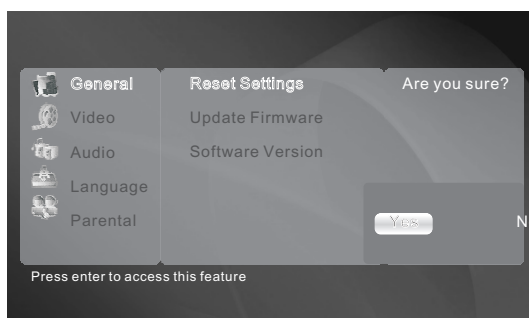 General
Reset Settings
Are you sure?
Video
Update Firmware
Audio
Software Version
Language
Parental
Yes
N
Press enter to access this feature